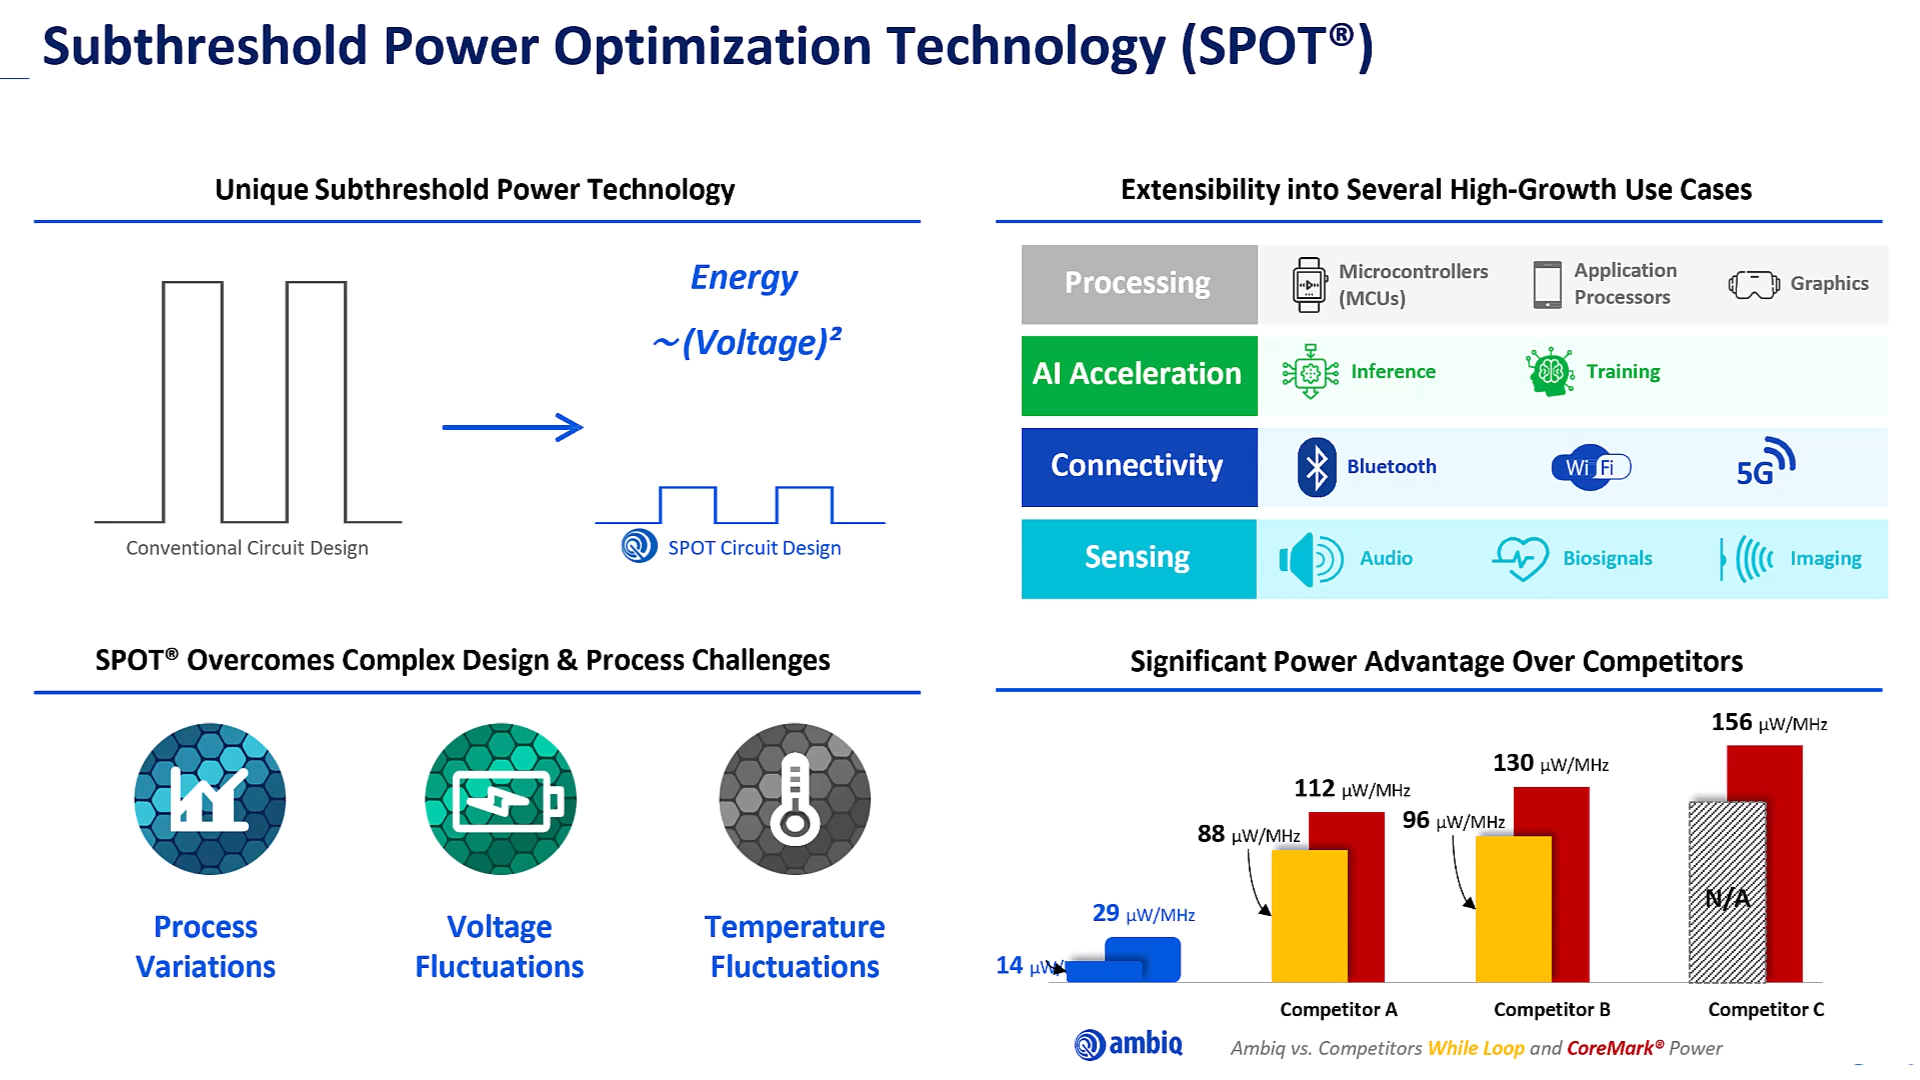 Subthreshold Power Optimization Technology (SPOT®)
Unique Subthreshold Power Technology
Energy
~(Voltage)²
Conventional Circuit Design
SPOT Circuit Design
Extensibility into Several High-Growth Use Cases
Processing
Microcontrollers
(MCUs)
Application
Processors
Graphics
AI Acceleration
Inference
Training
Connectivity
Bluetooth
Wi Fi
5G
Sensing
Audio
Biosignals
Imaging
SPOT® Overcomes Complex Design & Process Challenges
Process
Variations
Voltage
Fluctuations
Temperature
Fluctuations
Significant Power Advantage Over Competitors
156 µW/MHz
130 µW/MHz
112 µW/MHz
96 µW/MHz
88 µW/MHz
29 µW/MHz
14 µW/
N/A
Competitor A
Competitor B
Competitor C
ambiq
Ambiq vs. Competitors While Loop and CoreMark® Power